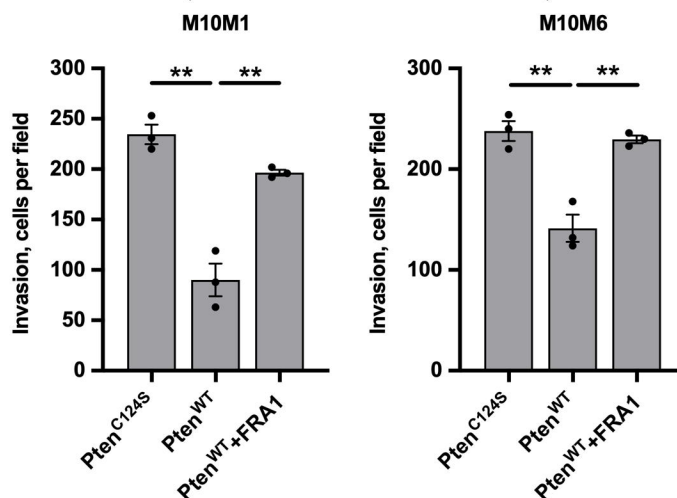 M10M1
Invasion, cells per field
300
250
200
150
100
50
0
** **
Pten^C124S
Pten^WT
Pten^WT+FRA1
M10M6
Invasion, cells per field
300
200
100
0
** **
Pten^C124S
Pten^WT
Pten^WT+FRA1